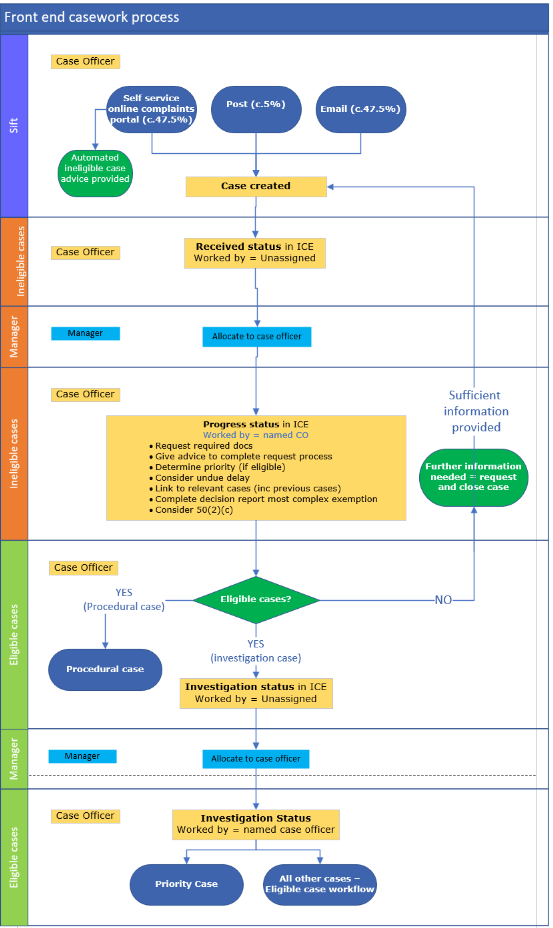 Front end casework process
Sift
Case Officer
Self service
online complaints
portal (c.47.5%)
Post (c.5%)
Email (c.47.5%)
Automated
ineligible case
advice provided
Case created
Ineligible cases
Case Officer
Received status in ICE
Worked by = Unassigned
Manager
Manager
Allocate to case officer
Ineligible cases
Case Officer
Progress status in ICE
Worked by = named CO
• Request required docs
• Give advice to complete request process
• Determine priority (if eligible)
• Consider undue delay
• Link to relevant cases (inc previous cases)
• Complete decision report most complex exemption
• Consider 50(2)(c)
Sufficient
information
provided
Further information
needed = request
and close case
Eligible cases
Case Officer
Eligible cases?
YES
(Procedural case)
NO
Procedural case
YES
(investigation case)
Investigation status in ICE
Worked by = Unassigned
Manager
Manager
Allocate to case officer
Eligible cases
Case Officer
Investigation Status
Worked by = named case officer
Priority Case
All other cases –
Eligible case workflow